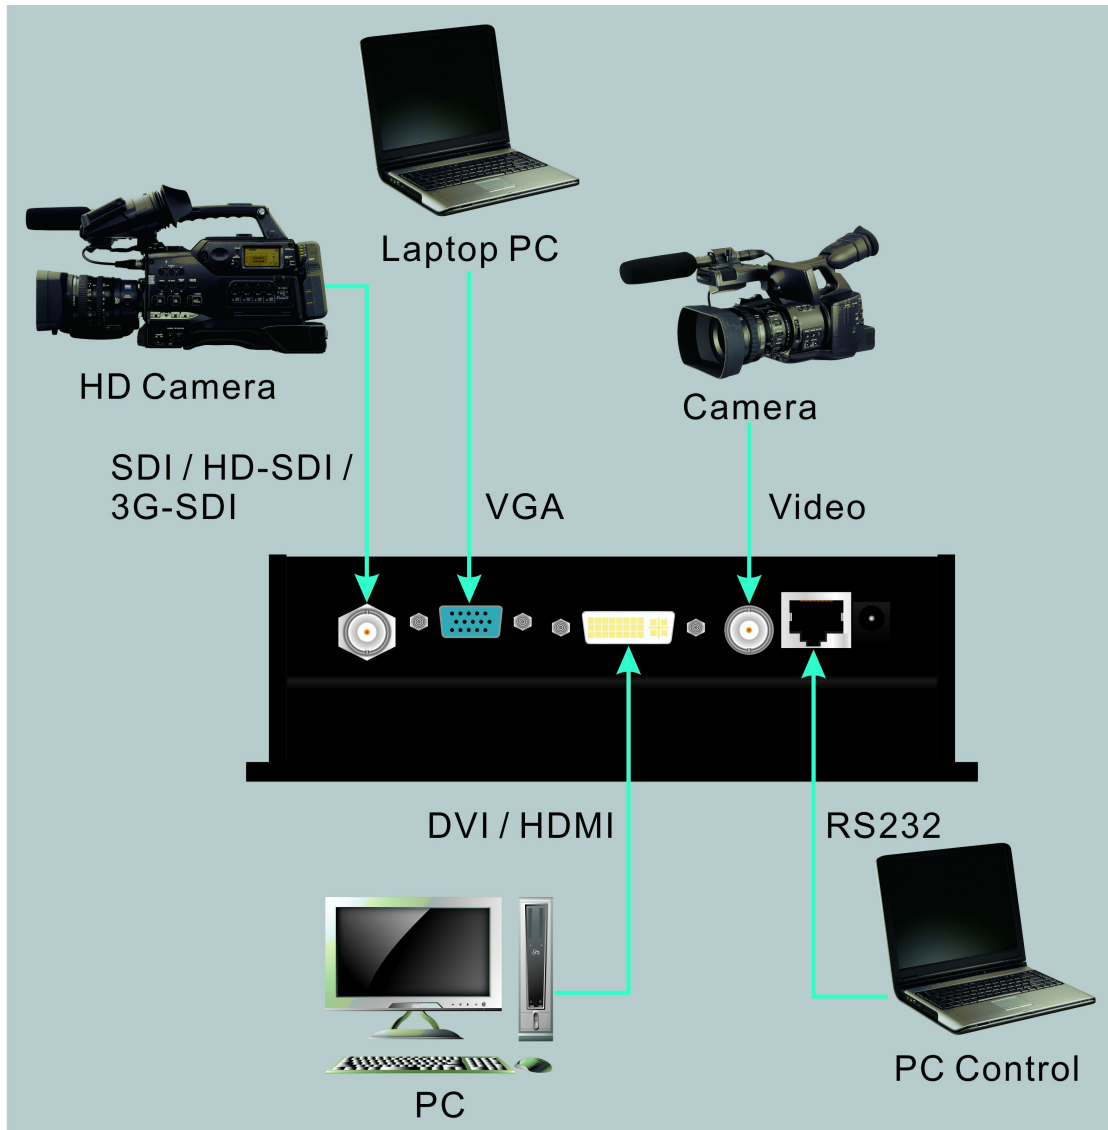 Laptop PC
HD Camera
Camera
SDI / HD-SDI /
3G-SDI
VGA
Video
DVI / HDMI
RS232
PC Control
PC